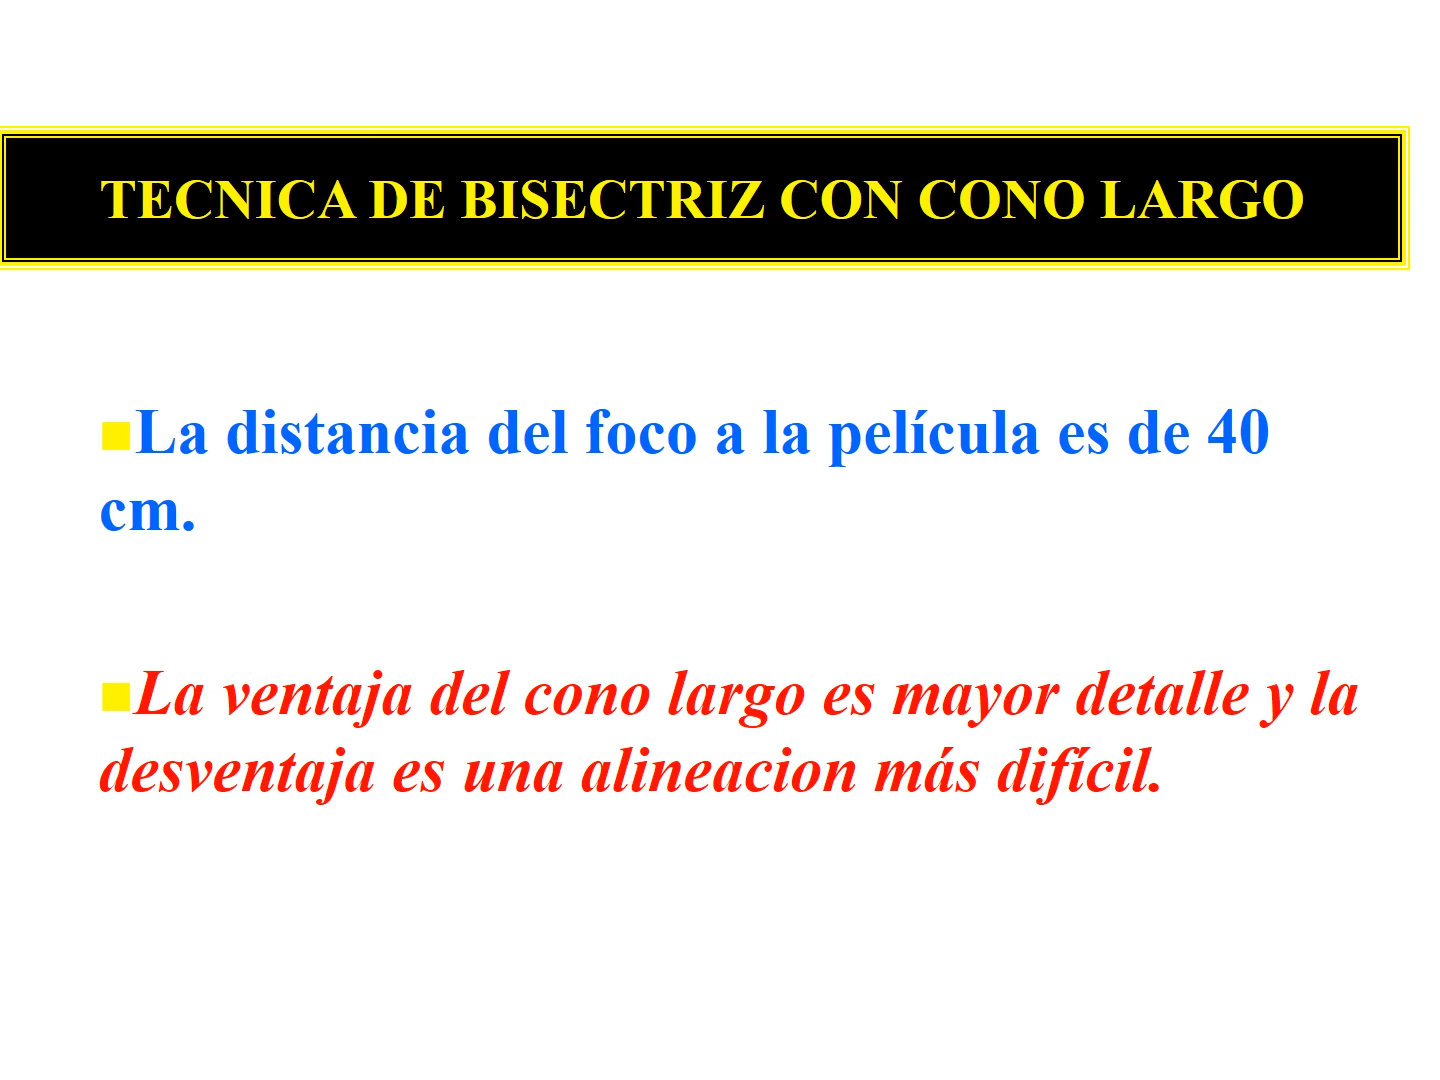 TECNICA DE BISECTRIZ CON CONO LARGO
La distancia del foco a la película es de 40
cm.
La ventaja del cono largo es mayor detalle y la
desventaja es una alineacion más difícil.